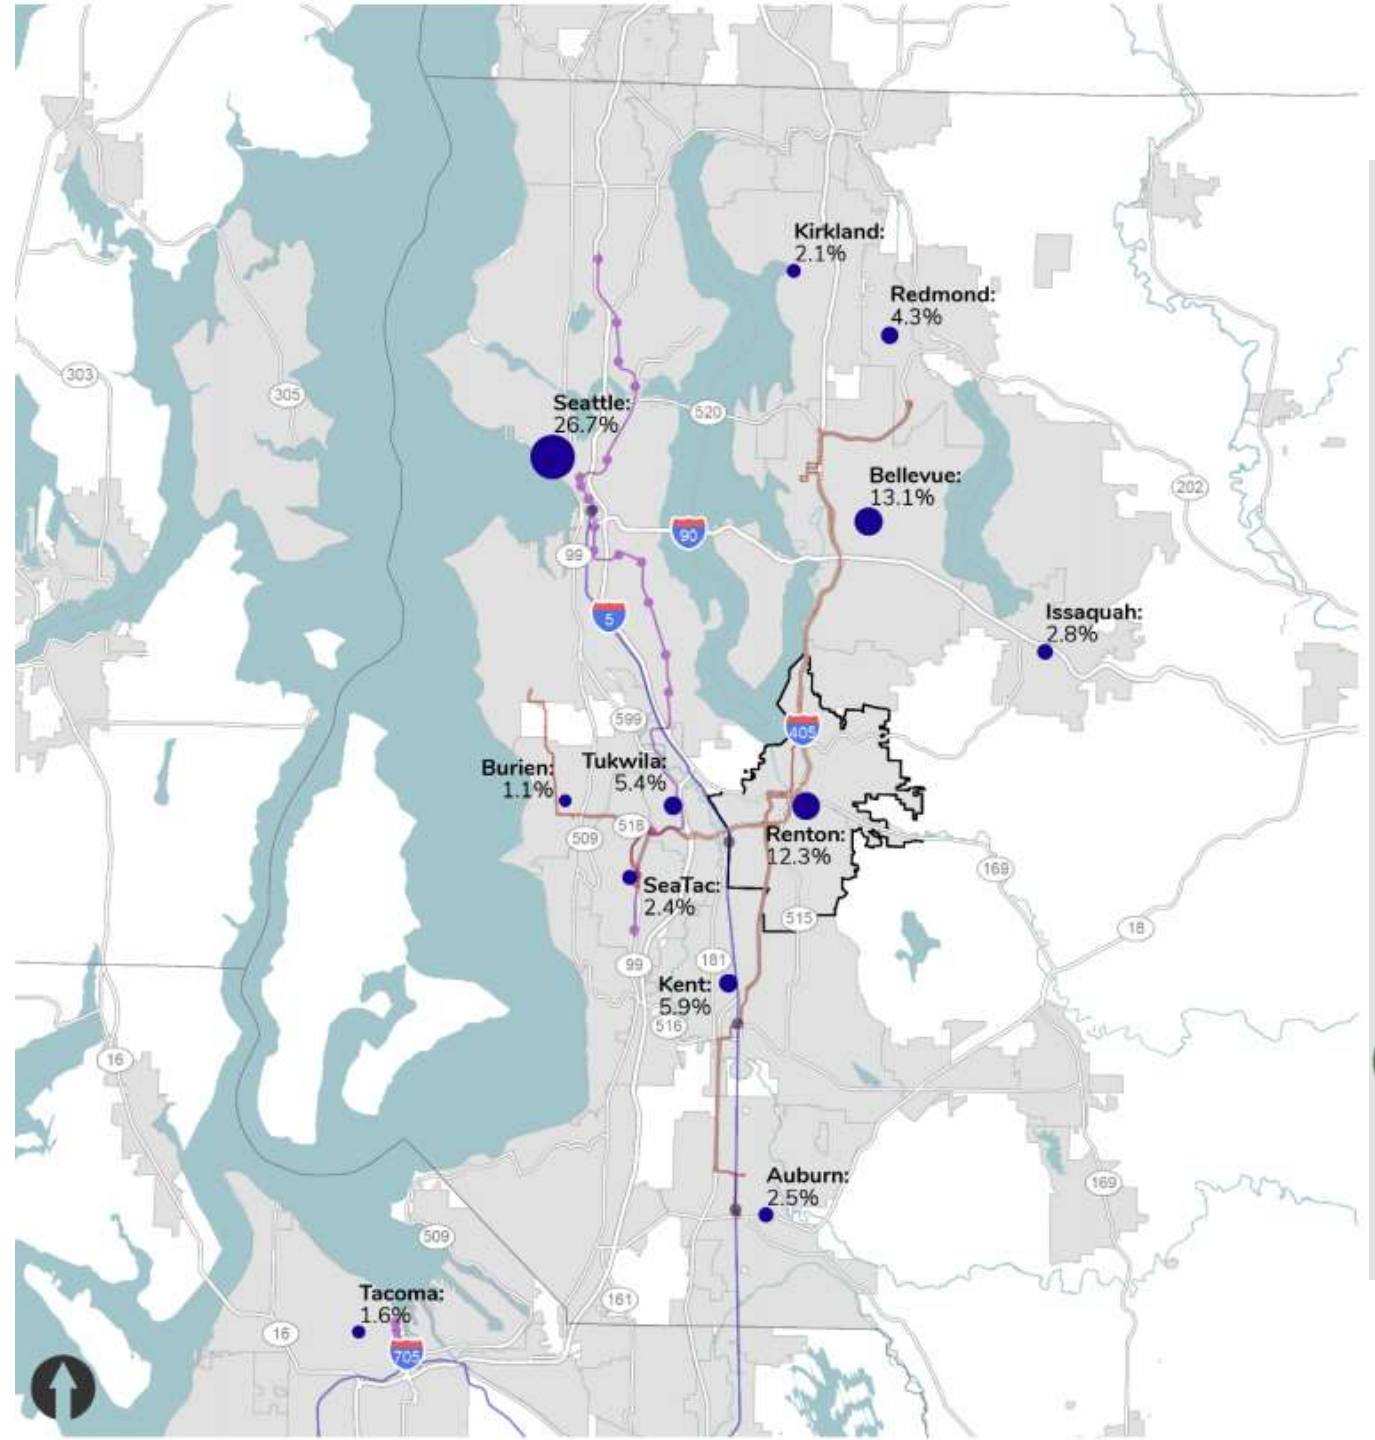 Kirkland:
2.1%
Redmond:
4.3%
303
305
Seattle:
26.7%
520
Bellevue:
13.1%
202
90
99
5
Issaquah:
2.8%
599
405
Burien:
1.1%
Tukwila:
5.4%
518
509
Renton:
12.3%
169
SeaTac:
2.4%
515
18
99
181
Kent:
5.9%
516
16
Auburn:
2.5%
169
509
Tacoma:
1.6%
161
16
705